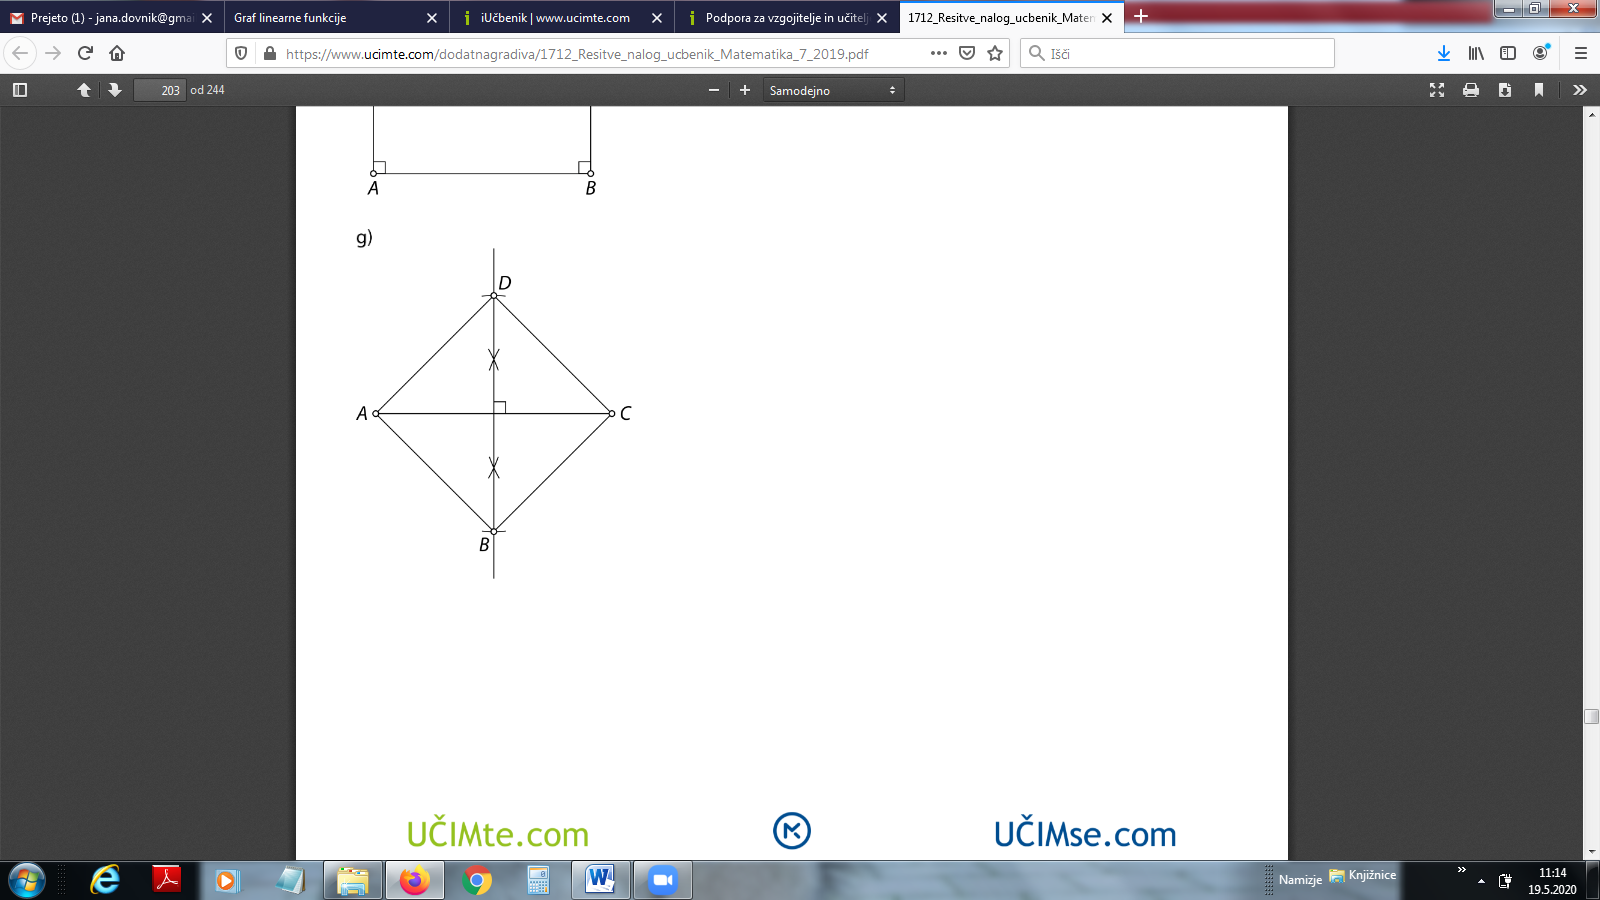 Prejeto (1) - jana.dovnik@gmai
Graf linearne funkcije
iUčbenik | www.ucimte.com
Podpora za vzgojitelje in učitelj
1712_Resitve_nalog_ucbenik_Matem
https://www.ucimte.com/dodatnagradiva/1712_Resitve_nalog_ucbenik_Matematika_7_2019.pdf
Išči
203 od 244
Samodejno
A
B
g)
D
A
C
B
UČIMte.com
UČIMse.com
Namizje
Knjižnice
11:14
19.5.2020